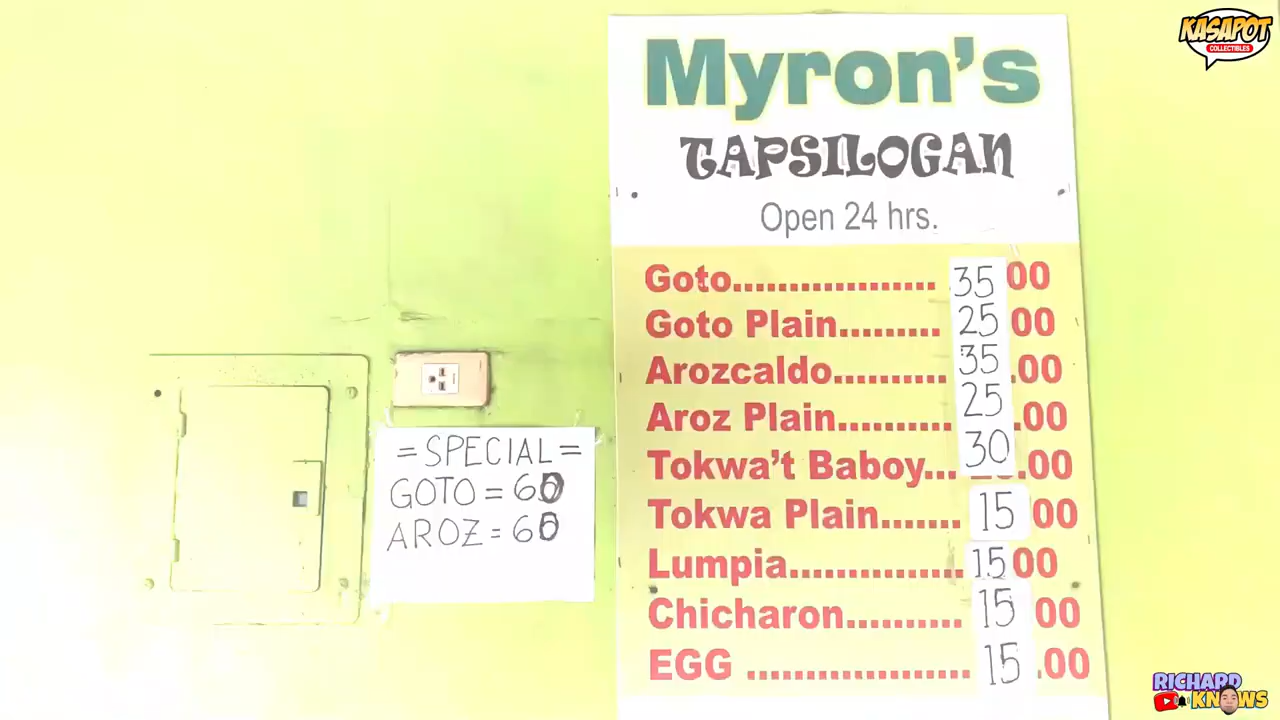 KASAPOT
COLLECTIBLES
Myron's
TAPSILOGAN
Open 24 hrs.
Goto.................. 35 00
Goto Plain......... 25 00
Arozcaldo.......... 35 .00
Aroz Plain.......... 25 .00
Tokwa't Baboy... 30 .00
Tokwa Plain....... 15 00
Lumpia............... 15 00
Chicharon.......... 15 00
EGG .................... 15 .00
= SPECIAL =
GOTO = 60
AROZ = 60
RICHARD
KNOWS